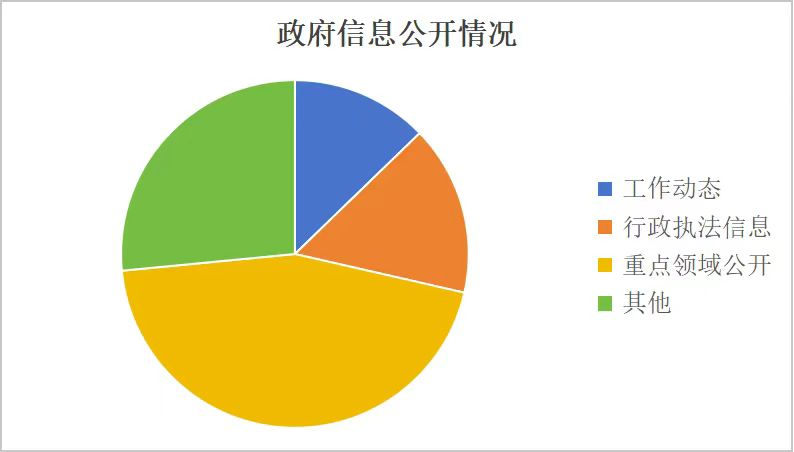 政府信息公开情况
工作动态
行政执法信息
重点领域公开
其他